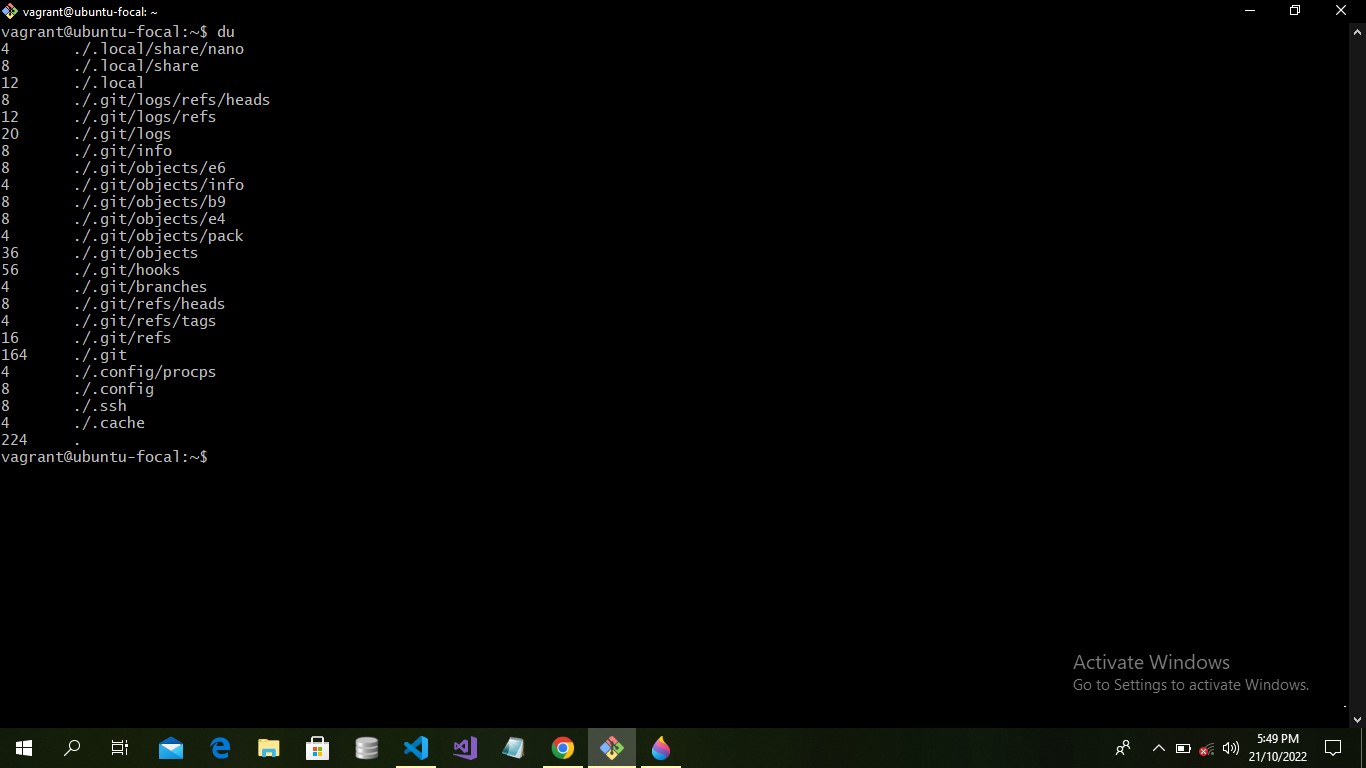 vagrant@ubuntu-focal: ~
vagrant@ubuntu-focal:~$ du
4 ./.local/share/nano
8 ./.local/share
12 ./.local
8 ./.git/logs/refs/heads
12 ./.git/logs/refs
20 ./.git/logs
8 ./.git/info
8 ./.git/objects/e6
4 ./.git/objects/info
8 ./.git/objects/b9
8 ./.git/objects/e4
4 ./.git/objects/pack
36 ./.git/objects
56 ./.git/hooks
4 ./.git/branches
8 ./.git/refs/heads
4 ./.git/refs/tags
16 ./.git/refs
164 ./.git
4 ./.config/procps
8 ./.config
8 ./.ssh
4 ./.cache
224 .
vagrant@ubuntu-focal:~$
Activate Windows
Go to Settings to activate Windows.
5:49 PM
21/10/2022